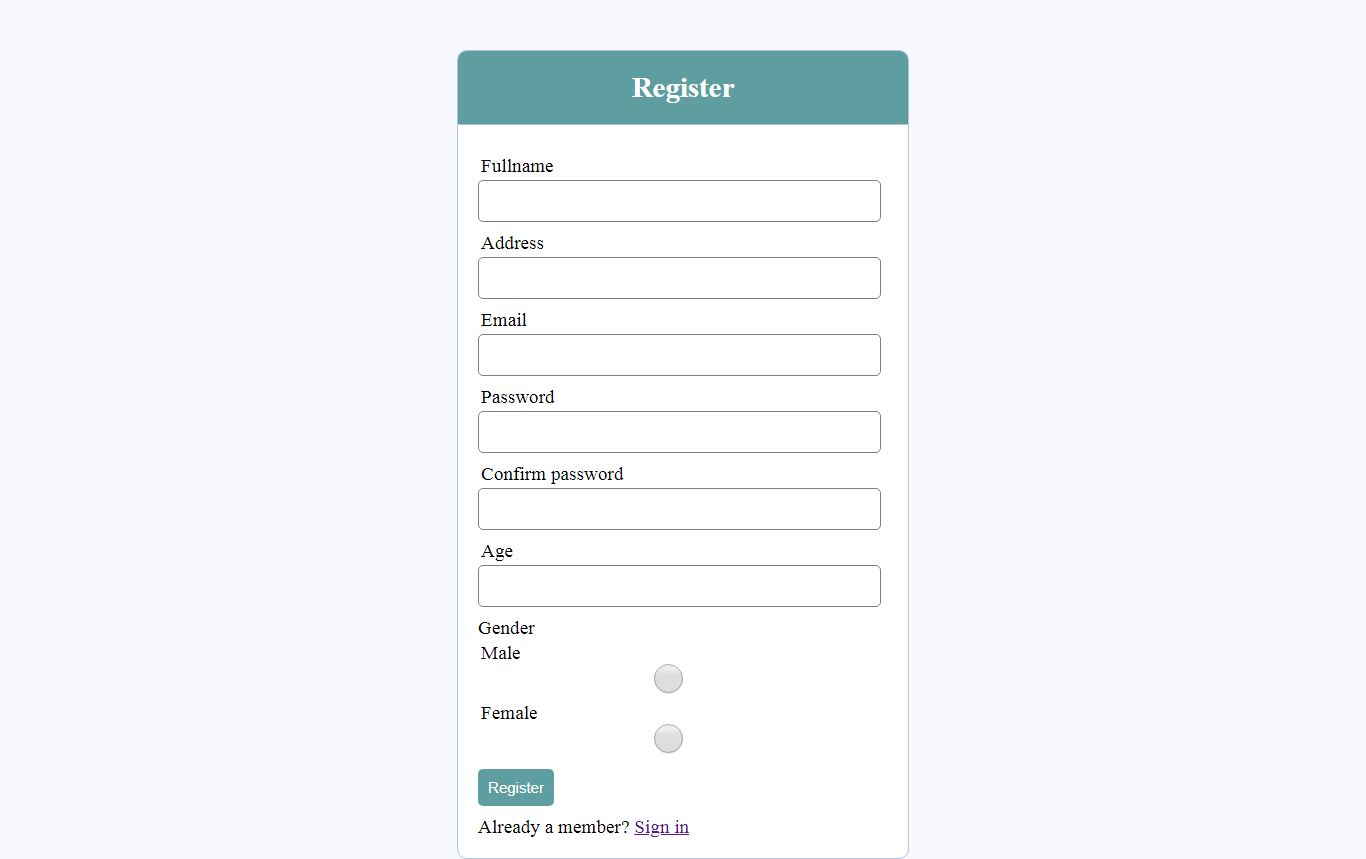 Register
Fullname
Address
Email
Password
Confirm password
Age
Gender
Male
Female
Register
Already a member? Sign in